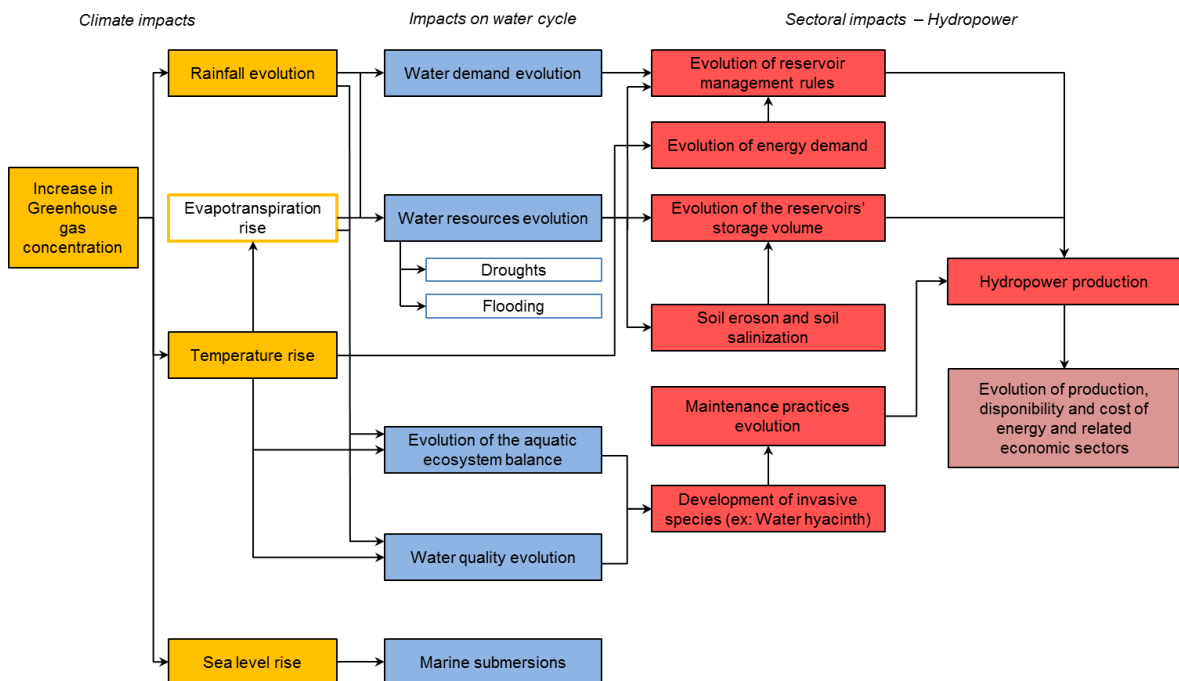 Climate impacts
Impacts on water cycle
Sectoral impacts – Hydropower
Rainfall evolution
Water demand evolution
Evolution of reservoir
management rules
Evolution of energy demand
Increase in
Greenhouse
gas
concentration
Evapotranspiration
rise
Water resources evolution
Evolution of the reservoirs'
storage volume
Droughts
Flooding
Hydropower production
Soil eroson and soil
salinization
Temperature rise
Maintenance practices
evolution
Evolution of production,
disponibility and cost of
energy and related
economic sectors
Evolution of the aquatic
ecosystem balance
Development of invasive
species (ex: Water hyacinth)
Water quality evolution
Sea level rise
Marine submersions